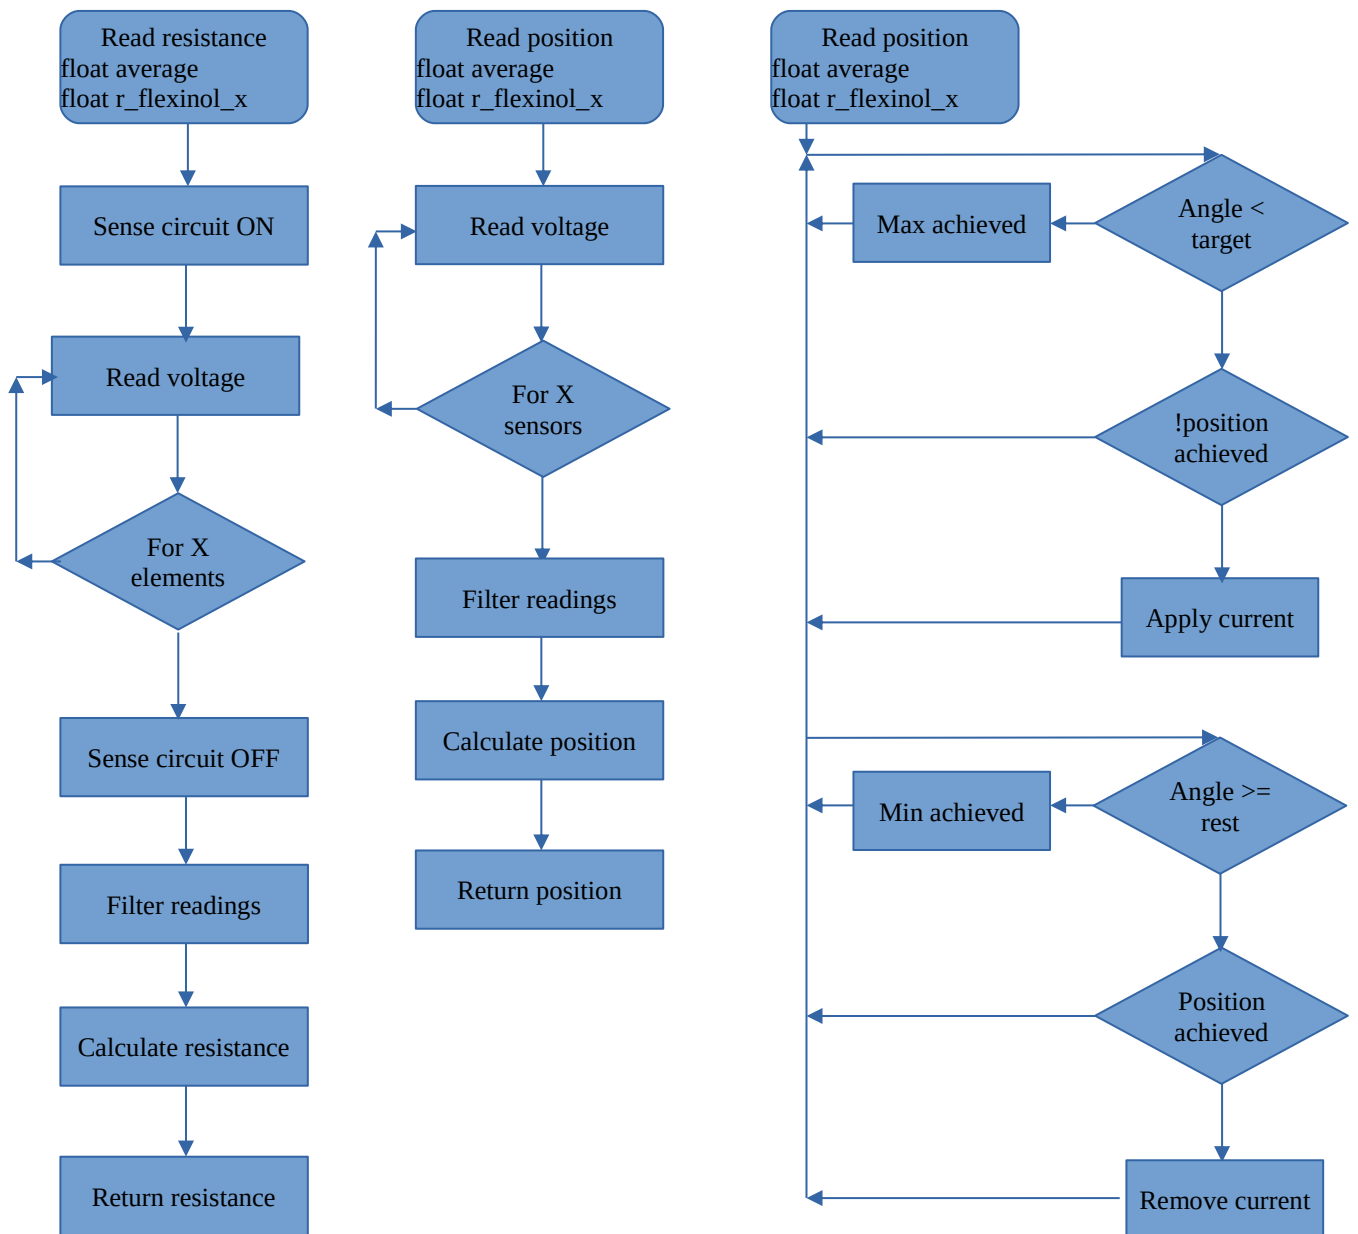 Read resistance
float average
float r_flexinol_x
Sense circuit ON
Read voltage
For X
elements
Sense circuit OFF
Filter readings
Calculate resistance
Return resistance
Read position
float average
float r_flexinol_x
Read voltage
For X
sensors
Filter readings
Calculate position
Return position
Read position
float average
float r_flexinol_x
Angle <
target
Max achieved
!position
achieved
Apply current
Angle >=
rest
Min achieved
Position
achieved
Remove current